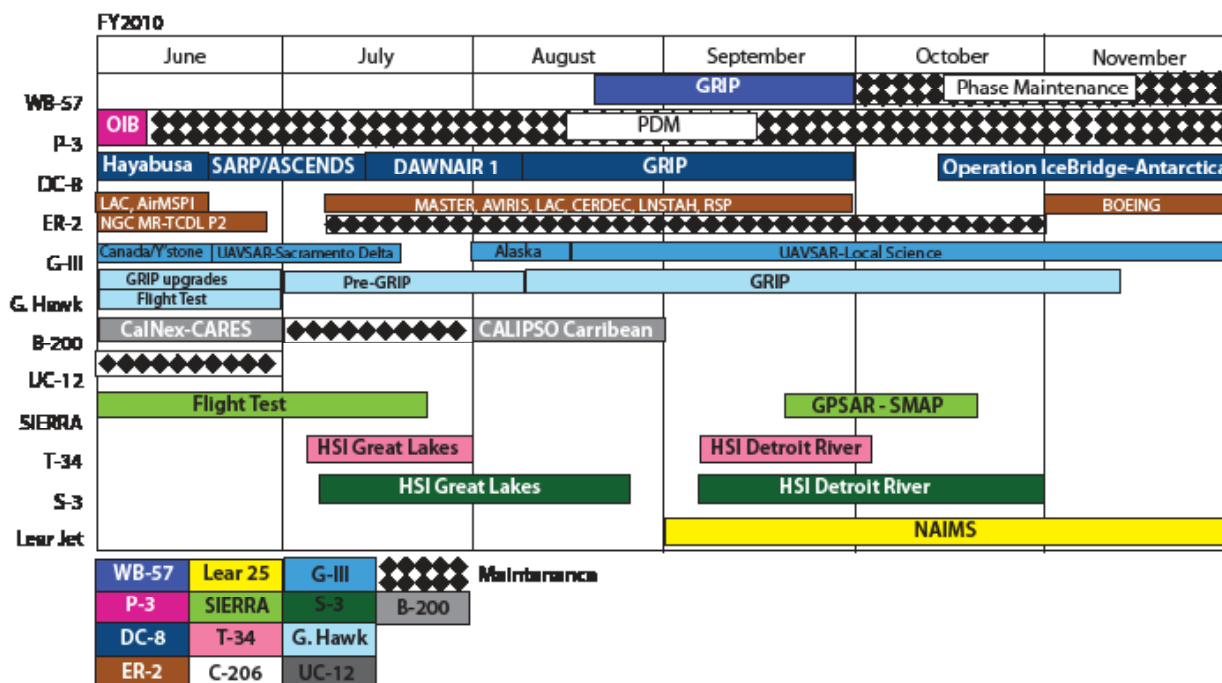 FY2010
June July August September October November
WB-57 GRIP Phase Maintenance
P-3 OIB PDM
DC-8 Hayabusa SARP/ASCENDS DAWNAIR 1 GRIP Operation IceBridge-Antarctica
ER-2 LAC, AirMSPI MASTER, AVIRIS, LAC, CERDEC, LNSTAH, RSP BOEING
NGC MR-TCDL P2
G-III Canada/Y'stone UAVSAR-Sacramento Delta Alaska UAVSAR-Local Science
G. Hawk GRIP upgrades Pre-GRIP GRIP
Flight Test
B-200 CalNex-CARES CALIPSO Carribean
UC-12
SIERRA Flight Test GPSAR - SMAP
T-34 HSI Great Lakes HSI Detroit River
S-3 HSI Great Lakes HSI Detroit River
Lear Jet NAIMS
WB-57 Lear 25 G-III Maintenance
P-3 SIERRA S-3 B-200
DC-8 T-34 G. Hawk
ER-2 C-206 UC-12